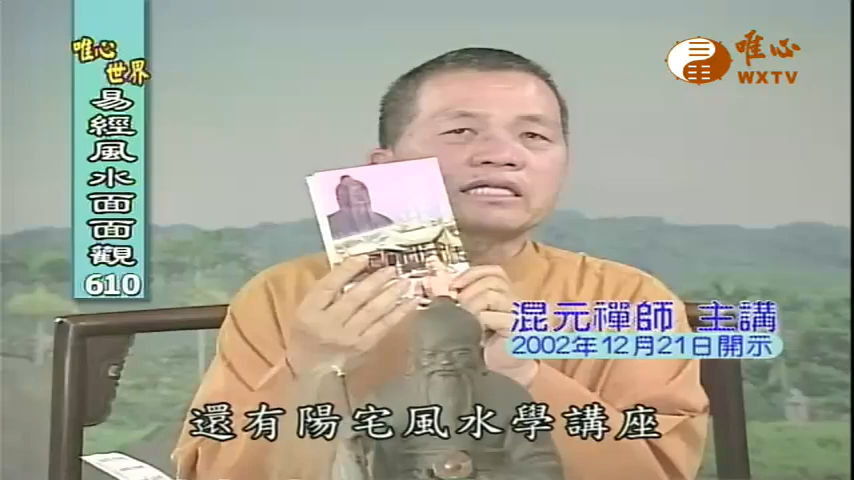 唯心
世界
易經風水面面觀
610
唯心
WXTV
混元禪師 主講
2002年12月21日開示
還有陽宅風水學講座